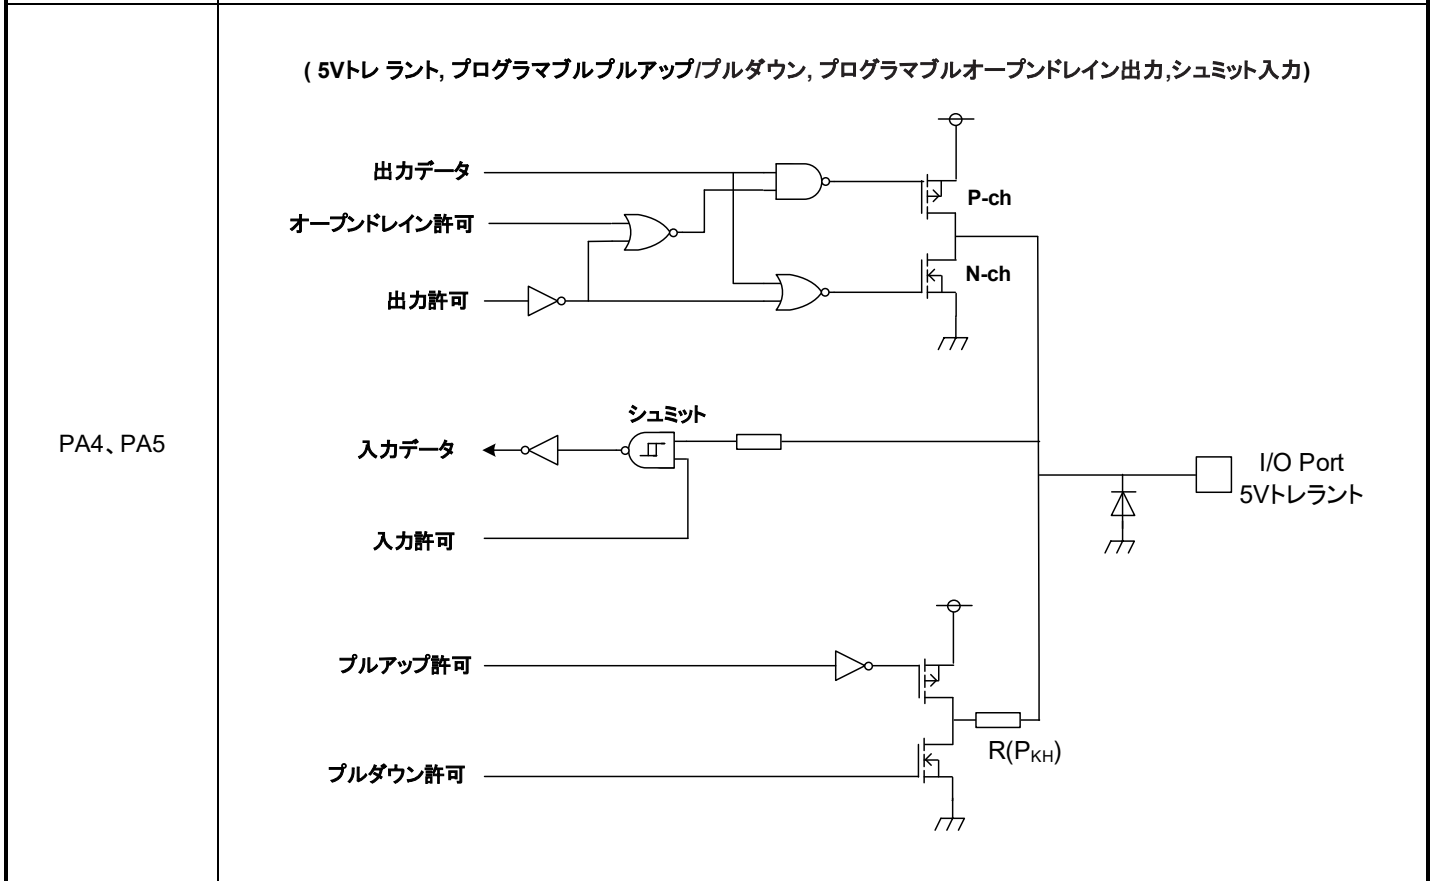 ( 5Vトレ ラント, プログラマブルプルアップ/プルダウン, プログラマブルオープンドレイン出力,シュミット入力)
出力データ
オープンドレイン許可
P-ch
N-ch
出力許可
シュミット
PA4、PA5
入力データ
I/O Port
5Vトレラント
入力許可
プルアップ許可
R(PKH)
プルダウン許可